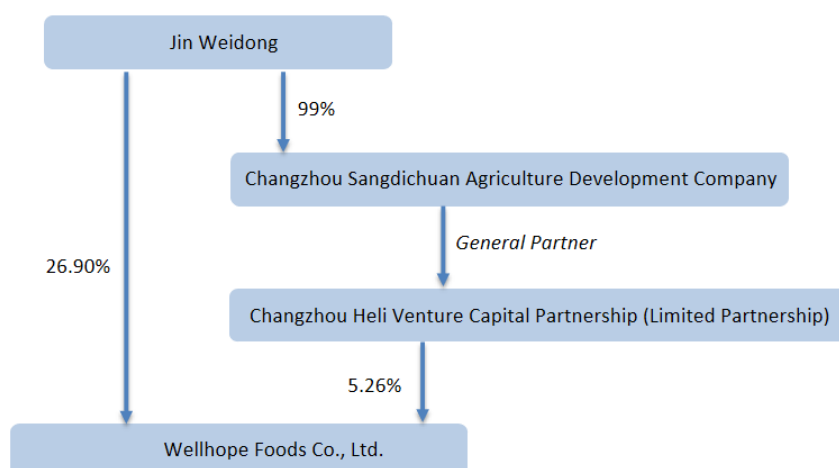 Jin Weidong
99%
Changzhou Sangdichuan Agriculture Development Company
General Partner
26.90%
Changzhou Heli Venture Capital Partnership (Limited Partnership)
5.26%
Wellhope Foods Co., Ltd.